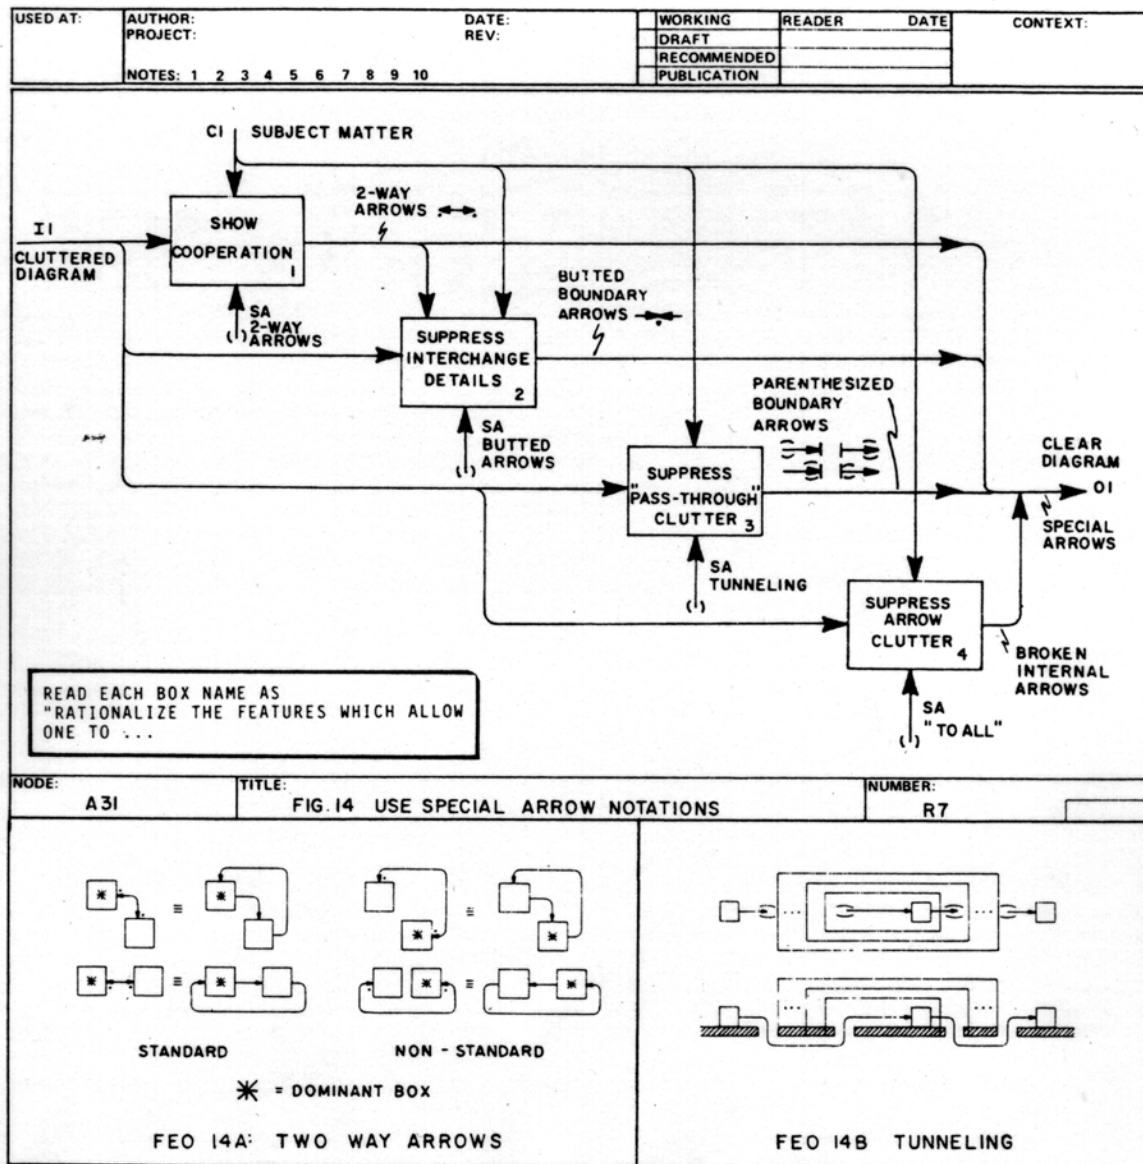 USED AT:
AUTHOR:
PROJECT:
DATE:
REV:
NOTES: 1 2 3 4 5 6 7 8 9 10
WORKING
DRAFT
RECOMMENDED
PUBLICATION
READER DATE
CONTEXT:
C1 SUBJECT MATTER
I1
CLUTTERED
DIAGRAM
SHOW
COOPERATION
1
SA
2-WAY
ARROWS
( )
2-WAY
ARROWS
SUPPRESS
INTERCHANGE
DETAILS
2
SA
BUTTED
ARROWS
( )
BUTTED
BOUNDARY
ARROWS
SUPPRESS
"PASS-THROUGH"
CLUTTER
3
SA
TUNNELING
( )
PARENTHESIZED
BOUNDARY
ARROWS
SUPPRESS
ARROW
CLUTTER
4
SA
"TO ALL"
( )
CLEAR
DIAGRAM
O1
SPECIAL
ARROWS
BROKEN
INTERNAL
ARROWS
READ EACH BOX NAME AS
"RATIONALIZE THE FEATURES WHICH ALLOW
ONE TO ...
NODE:
A31
TITLE:
FIG. 14 USE SPECIAL ARROW NOTATIONS
NUMBER:
R7
STANDARD
NON - STANDARD
* = DOMINANT BOX
FEO 14A: TWO WAY ARROWS
FEO 14B TUNNELING